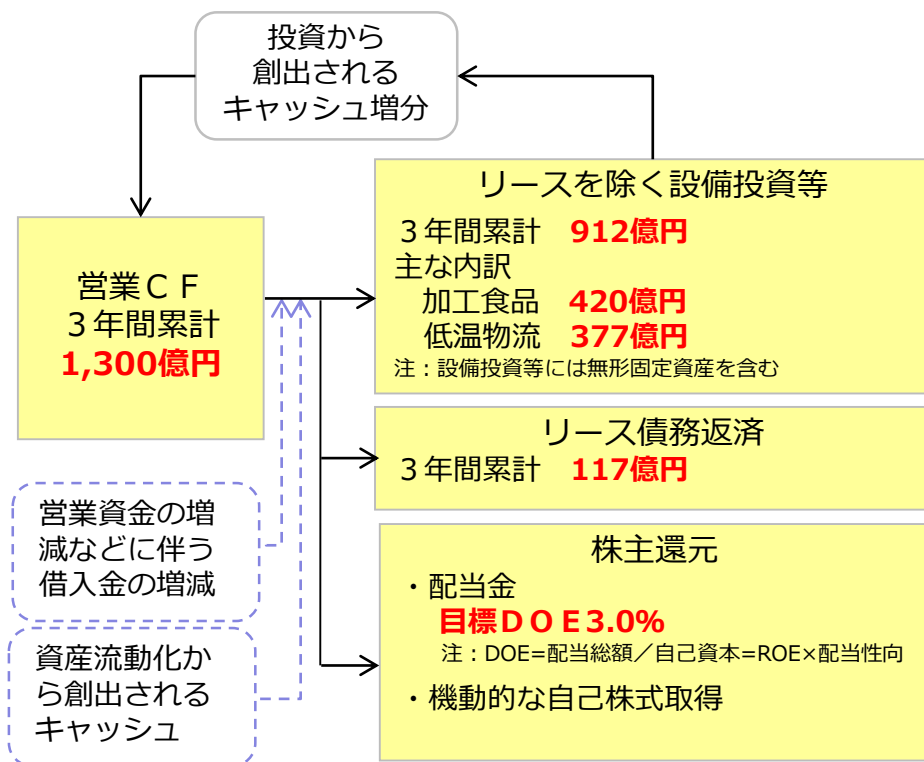 投資から
創出される
キャッシュ増分
営業ＣＦ
３年間累計
1,300億円
リースを除く設備投資等
３年間累計　912億円
主な内訳
加工食品　420億円
低温物流　377億円
注：設備投資等には無形固定資産を含む
リース債務返済
３年間累計　117億円
営業資金の増
減などに伴う
借入金の増減
資産流動化か
ら創出される
キャッシュ
株主還元
・配当金
目標ＤＯＥ3.0%
注：DOE=配当総額／自己資本=ROE×配当性向
・機動的な自己株式取得